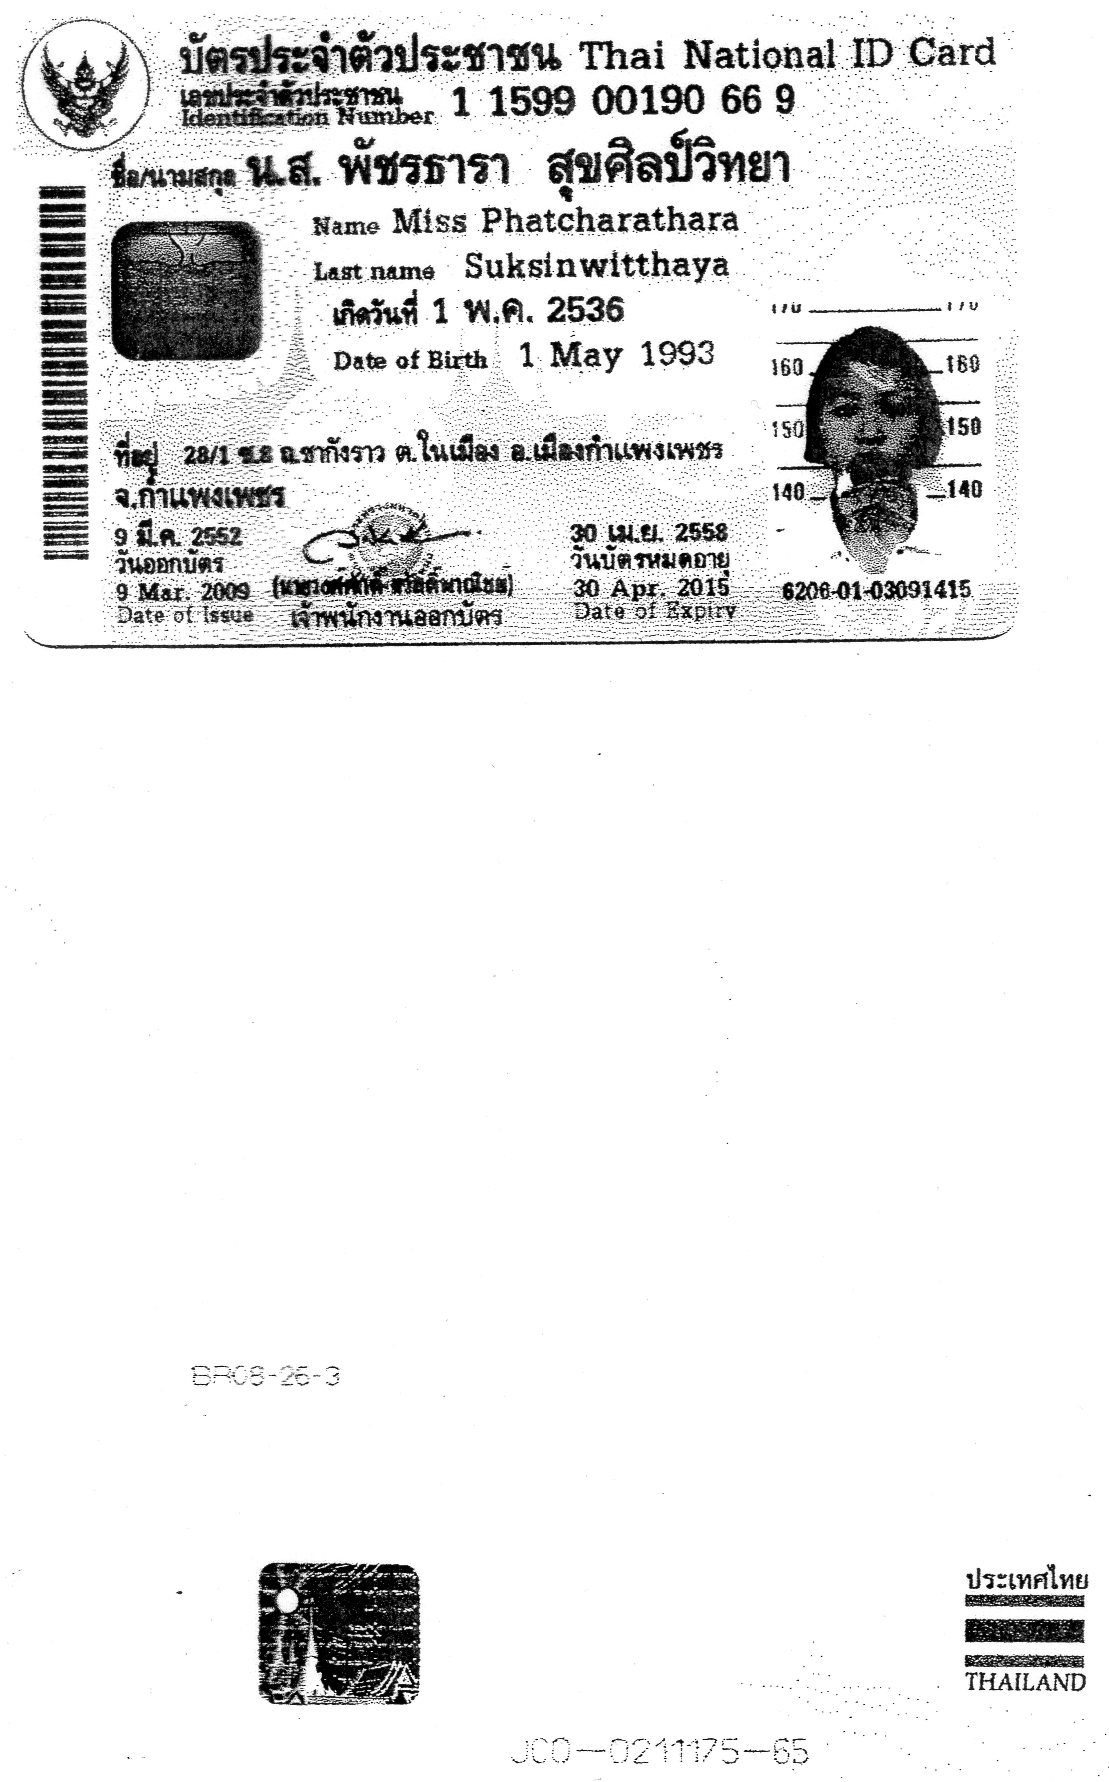 บัตรประจำตัวประชาชน Thai National ID Card
เลขประจำตัวประชาชน
Identification Number 1 1599 00190 66 9
ชื่อ/นามสกุล น.ส. พัชรธารา สุขศิลป์วิทยา
Name Miss Phatcharathara
Last name Suksinwitthaya
เกิดวันที่ 1 พ.ค. 2536
Date of Birth 1 May 1993
170 170
160 160
150 150
140 140
ที่อยู่ 28/1 ถ.ชากังราว ต.ในเมือง อ.เมืองกำแพงเพชร
จ.กำแพงเพชร
9 มี.ค. 2552
วันออกบัตร
9 Mar. 2009
Date of Issue
เจ้าพนักงานออกบัตร
30 เม.ย. 2558
วันบัตรหมดอายุ
30 Apr. 2015
Date of Expiry
6206-01-03091415
BR08-26-3
ประเทศไทย
THAILAND
JC0-0211175-65